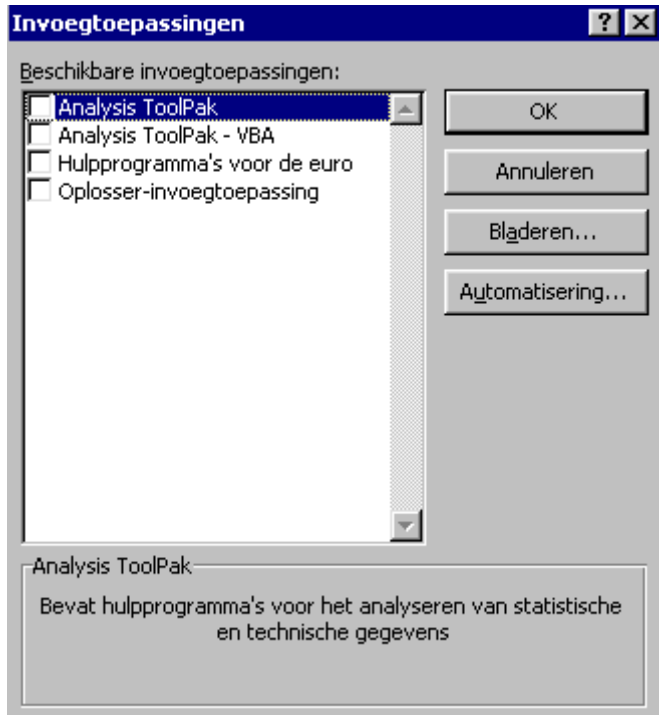 Invoegtoepassingen
Beschikbare invoegtoepassingen:
Analysis ToolPak
Analysis ToolPak - VBA
Hulpprogramma's voor de euro
Oplosser-invoegtoepassing
OK
Annuleren
Bladeren...
Automatisering...
Analysis ToolPak
Bevat hulpprogramma's voor het analyseren van statistische
en technische gegevens